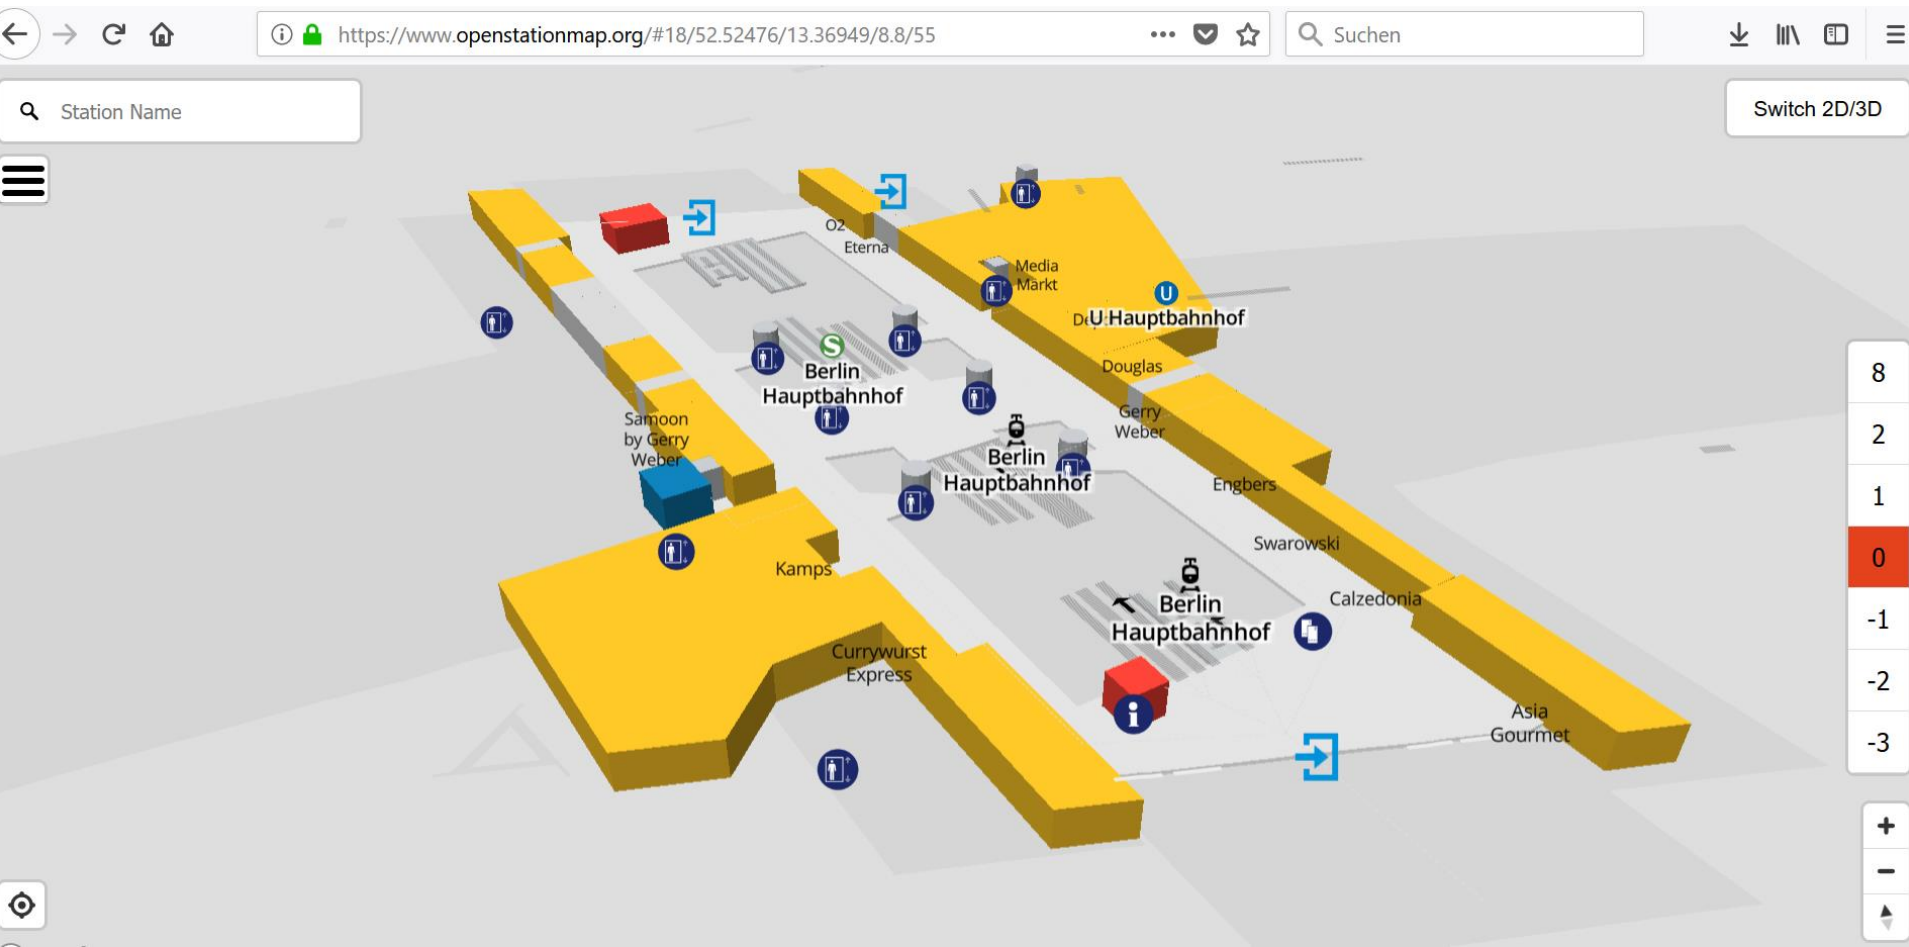 https://www.openstationmap.org/#18/52.52476/13.36949/8.8/55
Suchen
Station Name
Switch 2D/3D
O2
Eterna
Media
Markt
U
U Hauptbahnhof
Douglas
S
Berlin
Hauptbahnhof
Samoon
by Gerry
Weber
Gerry
Weber
Berlin
Hauptbahnhof
Engbers
Swarowski
Kamps
Calzedonia
Berlin
Hauptbahnhof
Currywurst
Express
i
Asia
Gourmet
8
2
1
0
-1
-2
-3
+
−